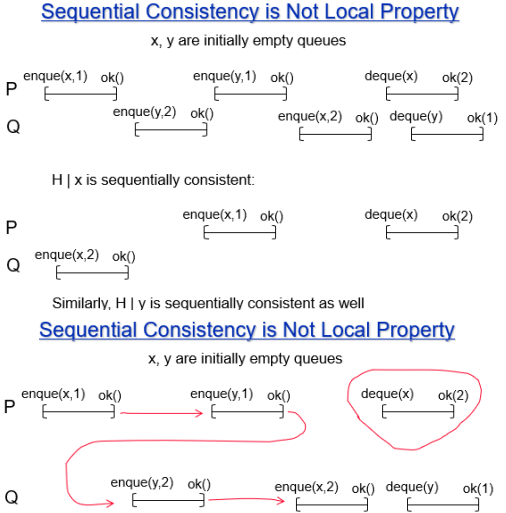 Sequential Consistency is Not Local Property
x, y are initially empty queues
enque(x,1) ok() enque(y,1) ok() deque(x) ok(2)
P
enque(y,2) ok() enque(x,2) ok() deque(y) ok(1)
Q
H | x is sequentially consistent:
enque(x,1) ok() deque(x) ok(2)
P
enque(x,2) ok()
Q
Similarly, H | y is sequentially consistent as well
Sequential Consistency is Not Local Property
x, y are initially empty queues
enque(x,1) ok() enque(y,1) ok() deque(x) ok(2)
P
enque(y,2) ok() enque(x,2) ok() deque(y) ok(1)
Q